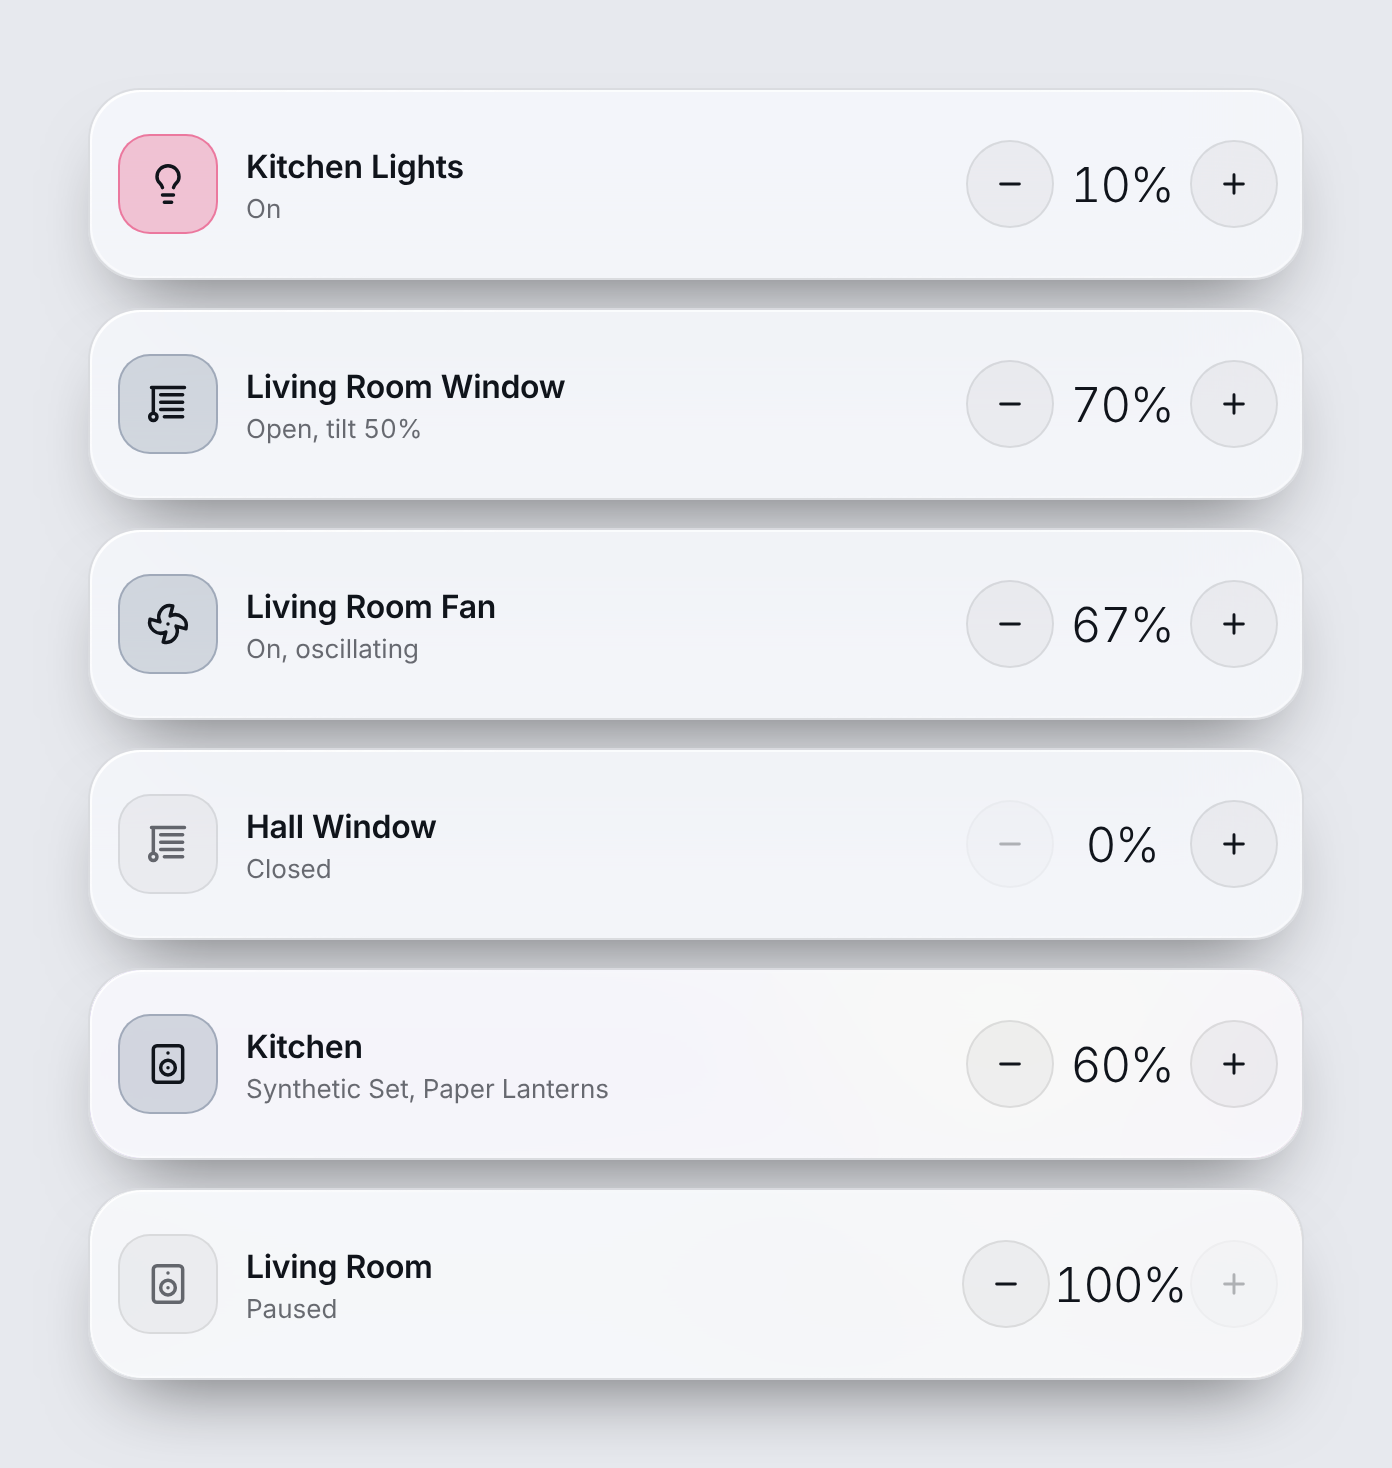 Kitchen Lights
On
− 10% +
Living Room Window
Open, tilt 50%
− 70% +
Living Room Fan
On, oscillating
− 67% +
Hall Window
Closed
− 0% +
Kitchen
Synthetic Set, Paper Lanterns
− 60% +
Living Room
Paused
− 100% +